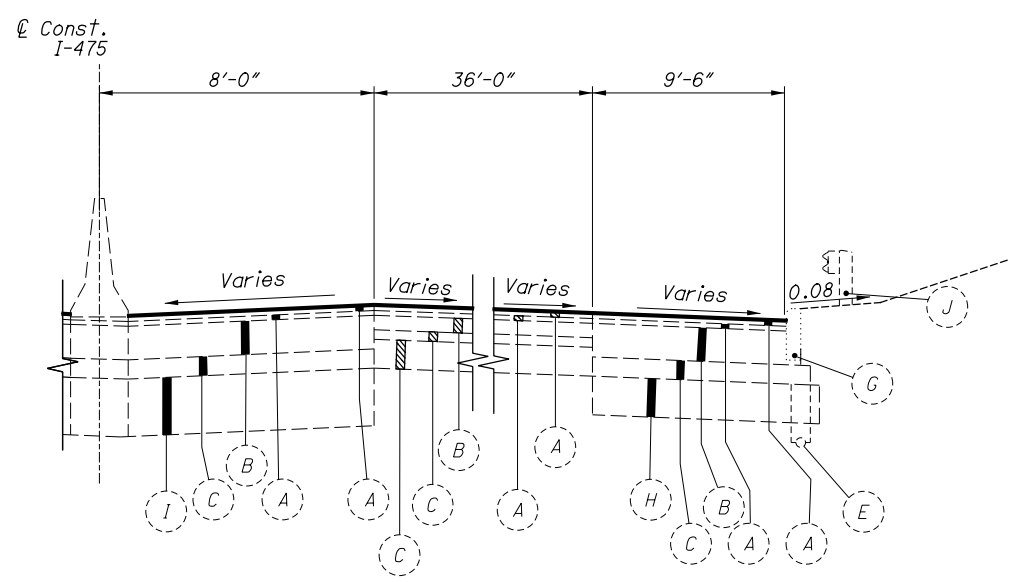 ℄ Const.
I-475
8'-0" 36'-0" 9'-6"
Varies Varies Varies Varies 0.08
J
G
B A
B
I C A A C A H B E
C A A
C